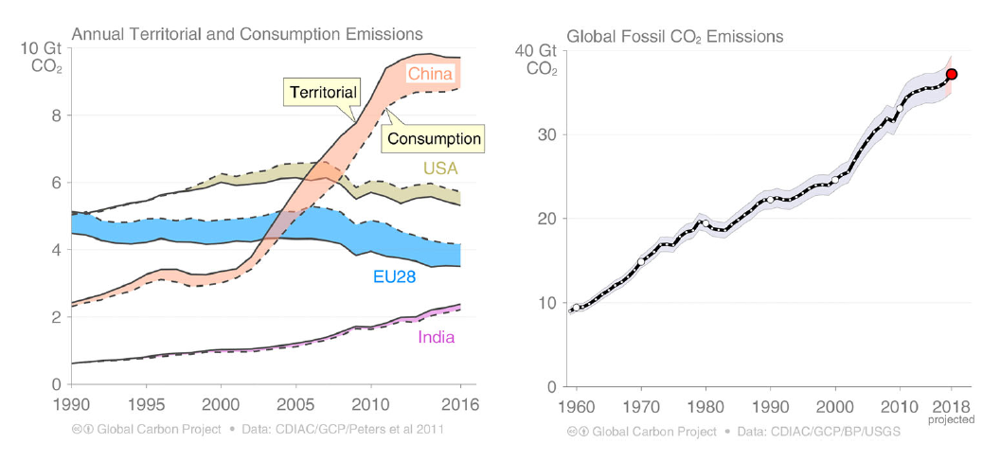 Annual Territorial and Consumption Emissions
10 Gt
CO₂
8
6
4
2
0
China
Territorial
Consumption
USA
EU28
India
1990 1995 2000 2005 2010 2016
Global Carbon Project • Data: CDIAC/GCP/Peters et al 2011
Global Fossil CO₂ Emissions
40 Gt
CO₂
30
20
10
0
1960 1970 1980 1990 2000 2010 2018
projected
Global Carbon Project • Data: CDIAC/GCP/BP/USGS